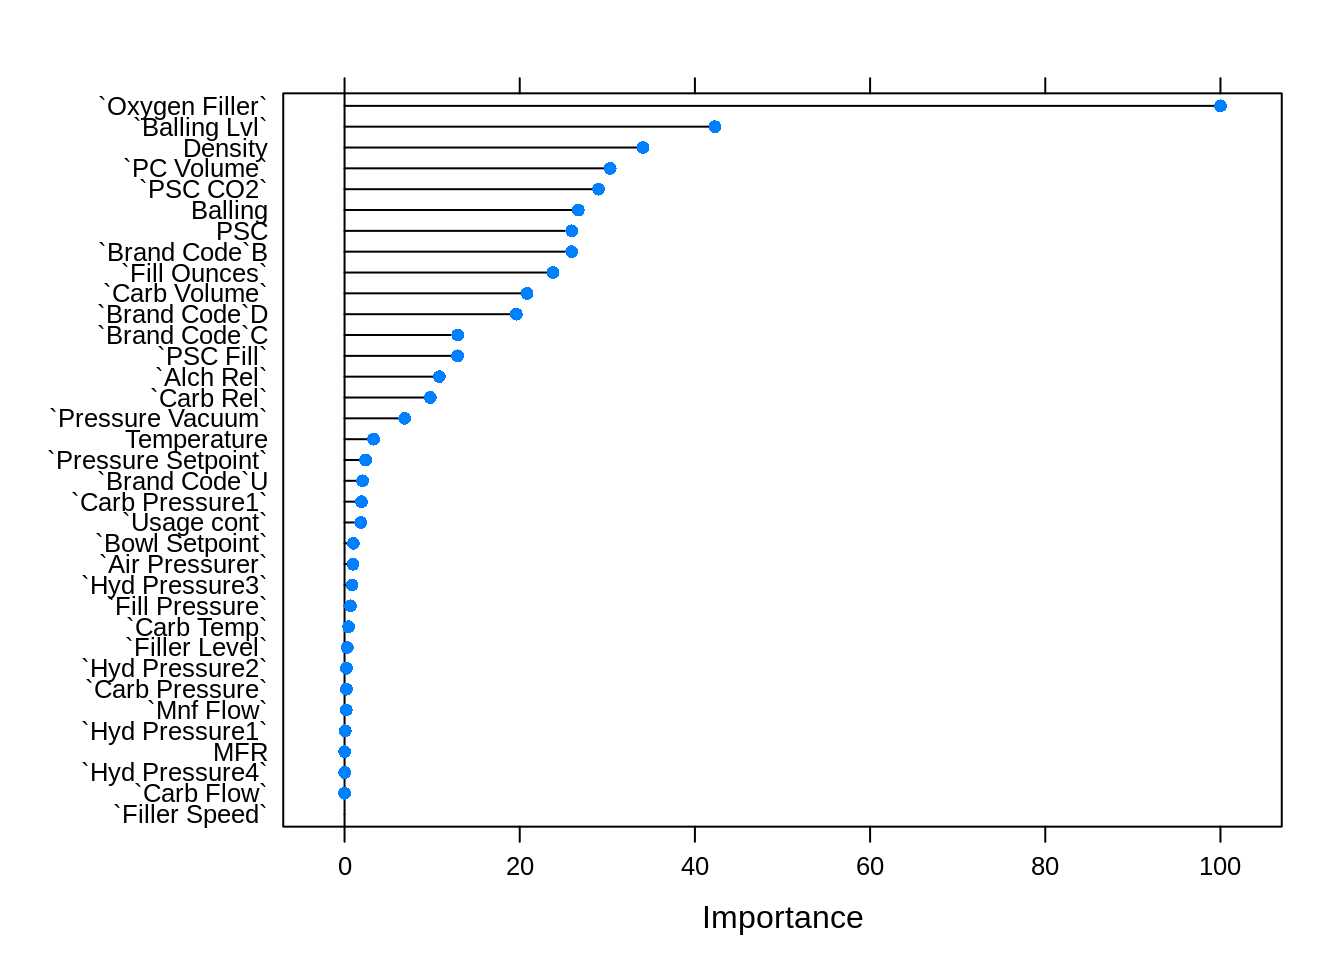 `Oxygen Filler`
`Balling Lvl`
Density
`PC Volume`
`PSC CO2`
Balling
PSC
`Brand Code`B
`Fill Ounces`
`Carb Volume`
`Brand Code`D
`Brand Code`C
`PSC Fill`
`Alch Rel`
`Carb Rel`
`Pressure Vacuum`
Temperature
`Pressure Setpoint`
`Brand Code`U
`Carb Pressure1`
`Usage cont`
`Bowl Setpoint`
`Air Pressurer`
`Hyd Pressure3`
`Fill Pressure`
`Carb Temp`
`Filler Level`
`Hyd Pressure2`
`Carb Pressure`
`Mnf Flow`
`Hyd Pressure1`
MFR
`Hyd Pressure4`
`Carb Flow`
`Filler Speed`
0 20 40 60 80 100
Importance